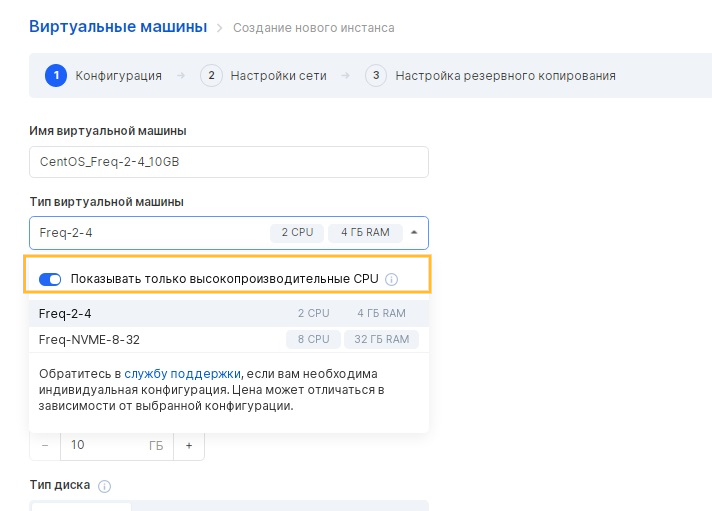 Виртуальные машины > Создание нового инстанса
1 Конфигурация → 2 Настройки сети → 3 Настройка резервного копирования
Имя виртуальной машины
CentOS_Freq-2-4_10GB
Тип виртуальной машины
Freq-2-4 2 CPU 4 ГБ RAM
Показывать только высокопроизводительные CPU
Freq-2-4 2 CPU 4 ГБ RAM
Freq-NVME-8-32 8 CPU 32 ГБ RAM
Обратитесь в службу поддержки, если вам необходима
индивидуальная конфигурация. Цена может отличаться в
зависимости от выбранной конфигурации.
− 10 ГБ +
Тип диска